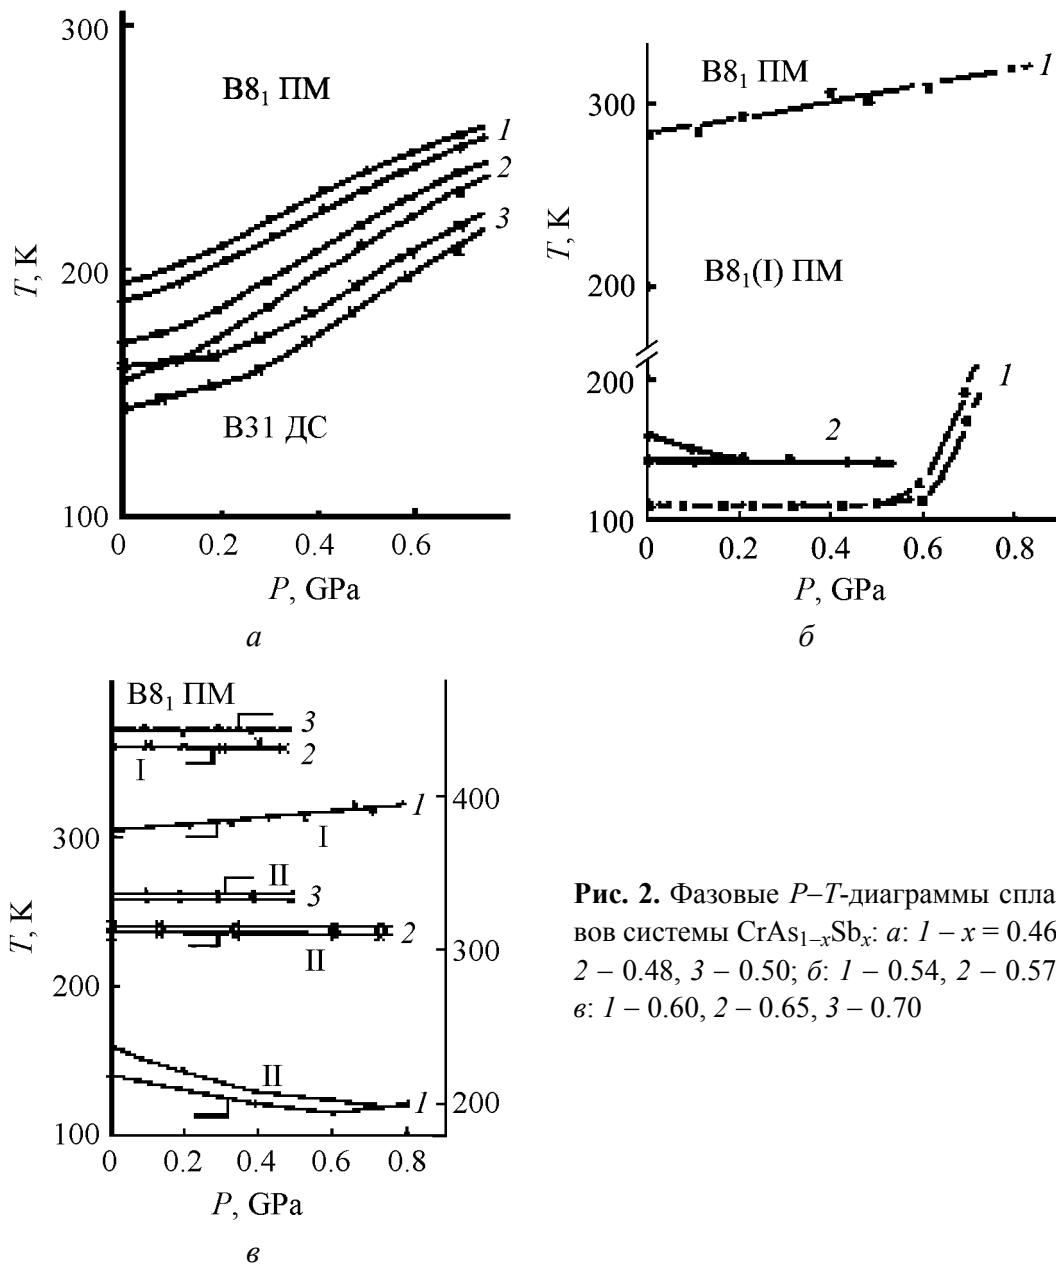 300
B8₁ ПМ
1
2
3
T, K
200
B31 ДС
100
0
0.2
0.4
0.6
P, GPa
а
B8₁ ПМ
1
300
T, K
B8₁(I) ПМ
200
200
1
2
100
0
0.2
0.4
0.6
0.8
P, GPa
б
B8₁ ПМ
3
2
I
400
1
I
300
II
3
T, K
2
300
II
200
II
1
200
100
0
0.2
0.4
0.6
0.8
P, GPa
в
Рис. 2. Фазовые P–T-диаграммы спла-
вов системы CrAs₁₋ₓSbₓ: а: 1 – x = 0.46
2 – 0.48, 3 – 0.50; б: 1 – 0.54, 2 – 0.57
в: 1 – 0.60, 2 – 0.65, 3 – 0.70